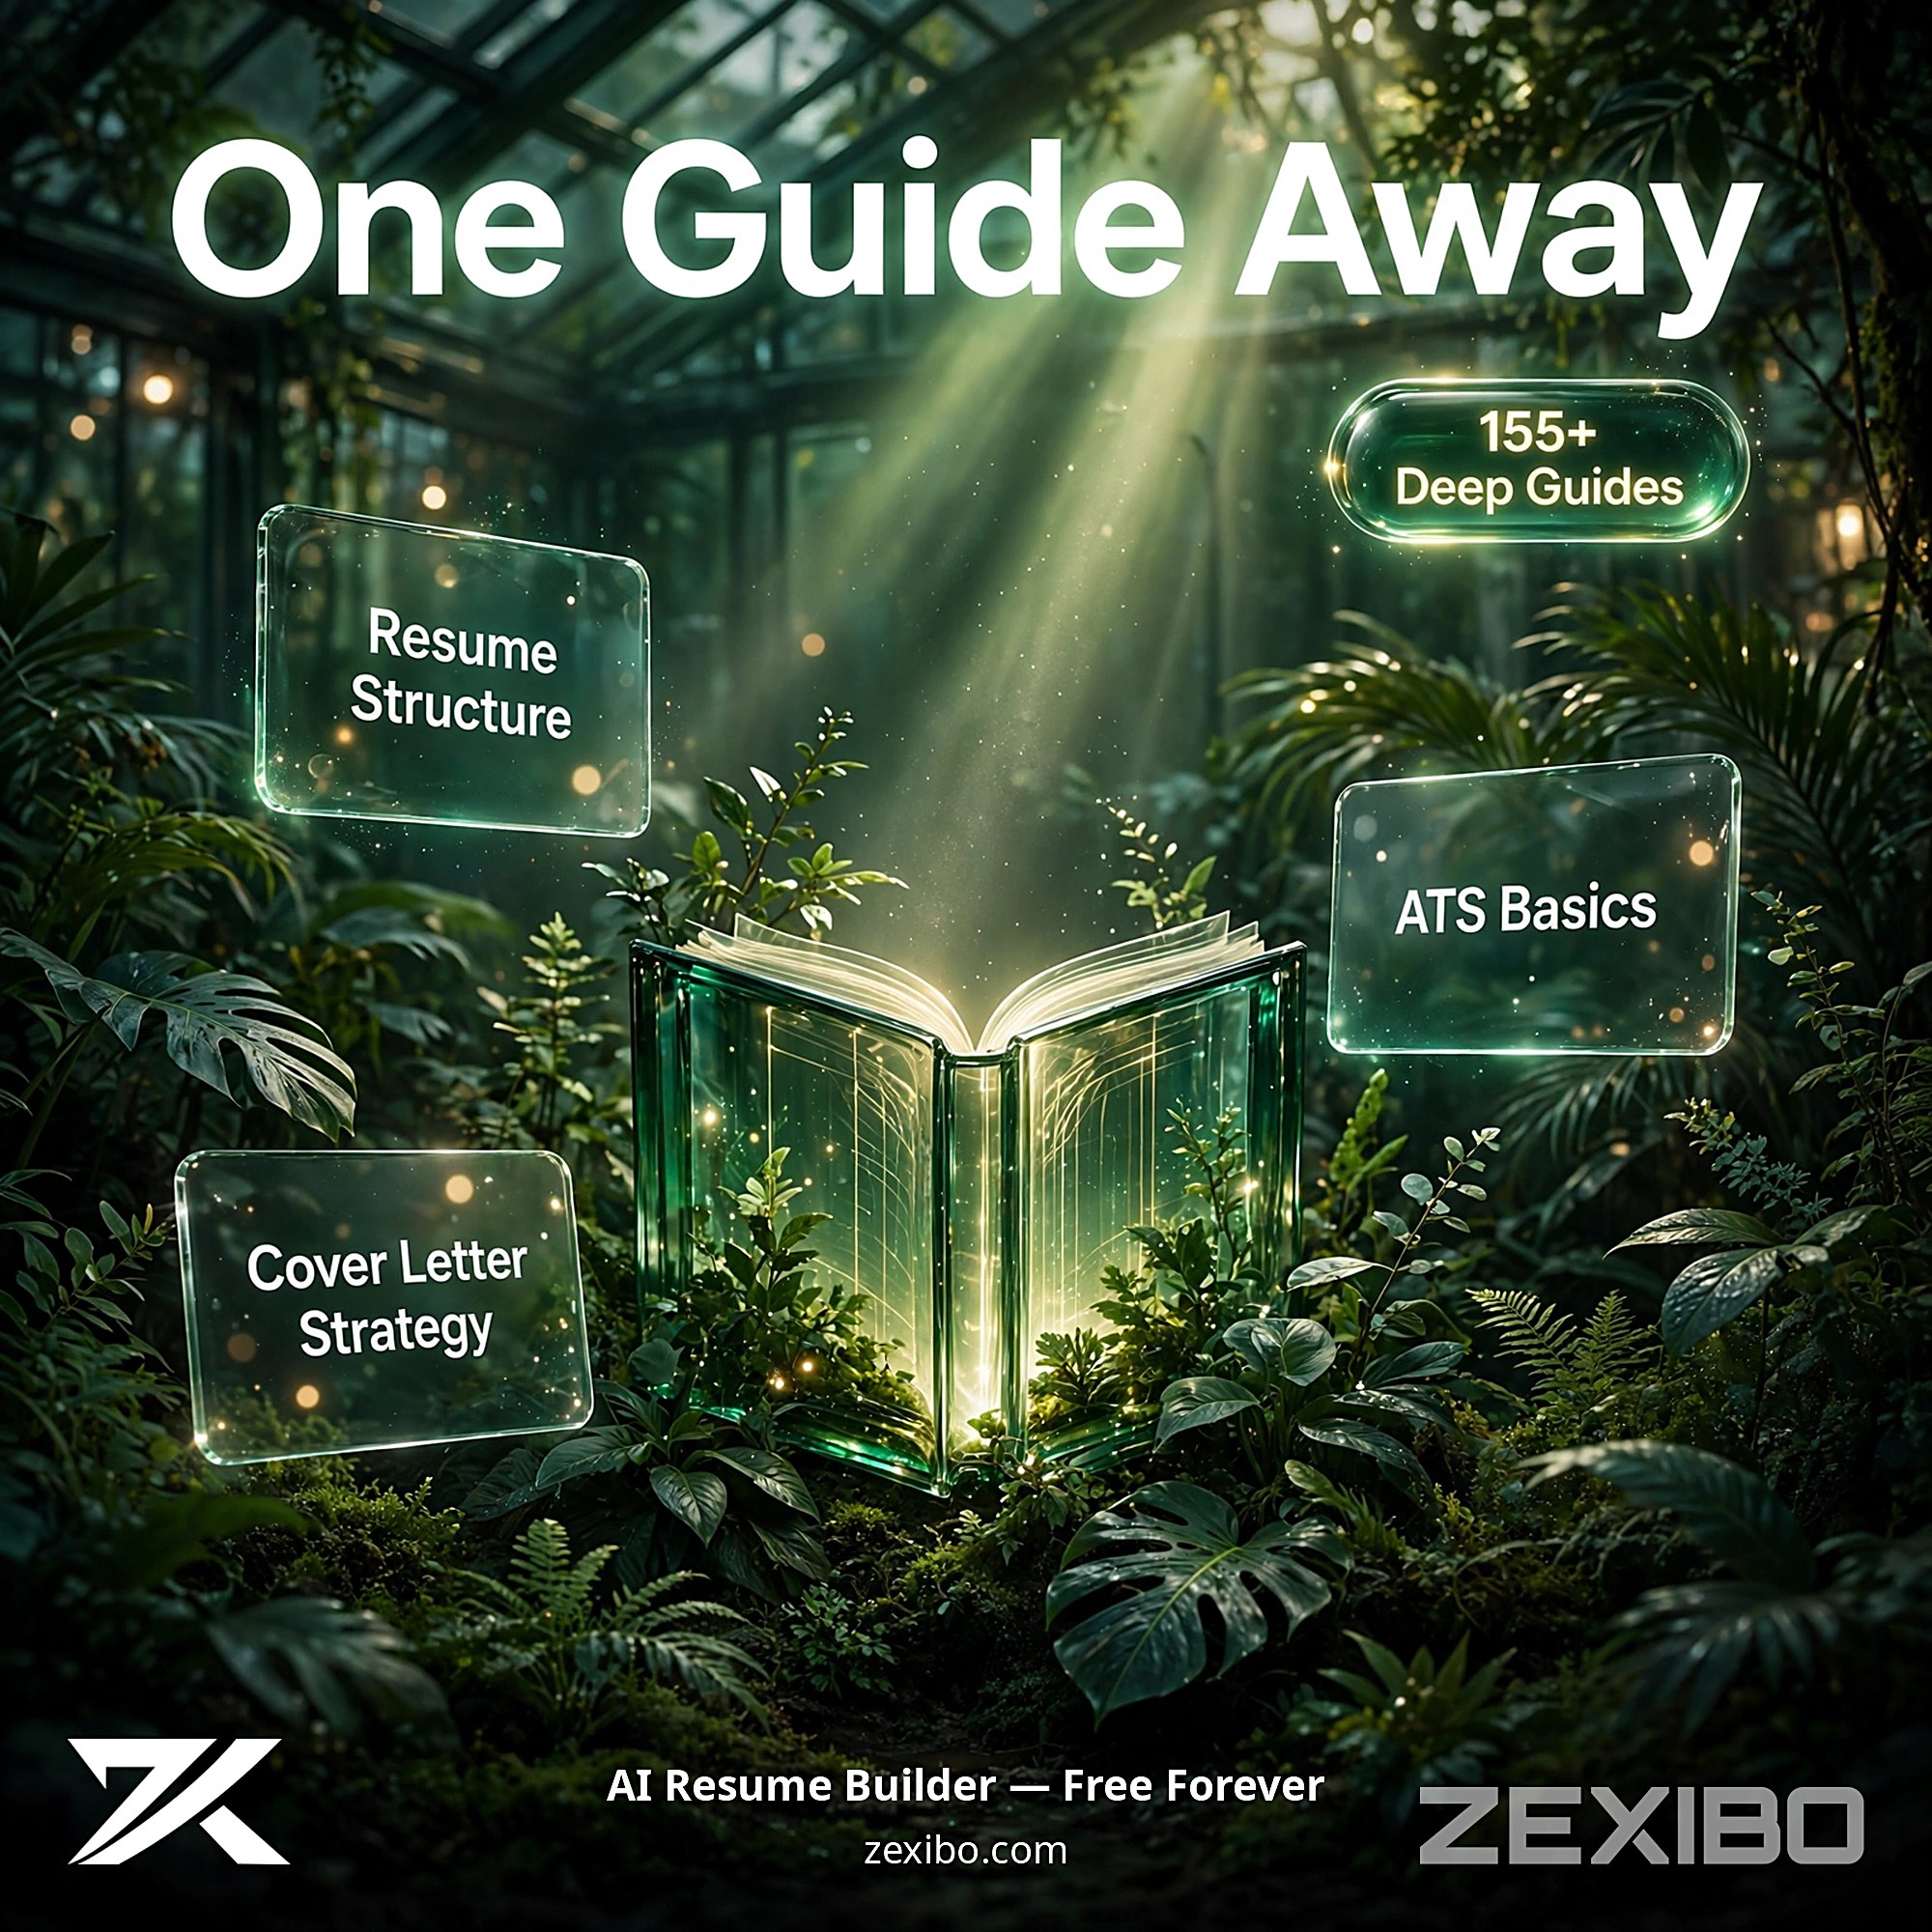 One Guide Away
155+
Deep Guides
Resume
Structure
ATS Basics
Cover Letter
Strategy
AI Resume Builder — Free Forever
zexibo.com
ZEXIBO